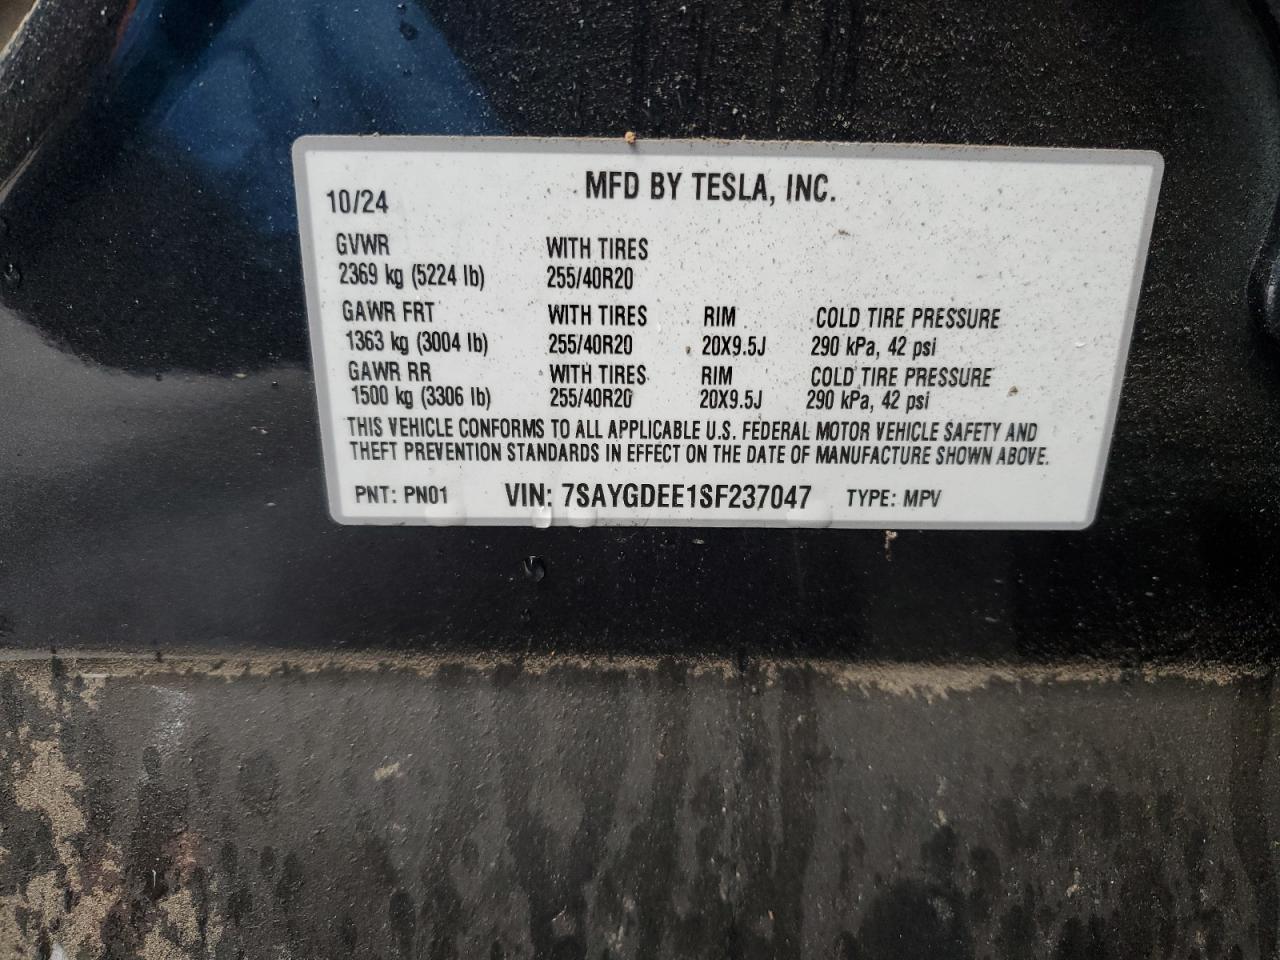 MFD BY TESLA, INC.
10/24
GVWR WITH TIRES
2369 kg (5224 lb) 255/40R20
GAWR FRT WITH TIRES RIM COLD TIRE PRESSURE
1363 kg (3004 lb) 255/40R20 20X9.5J 290 kPa, 42 psi
GAWR RR WITH TIRES RIM COLD TIRE PRESSURE
1500 kg (3306 lb) 255/40R20 20X9.5J 290 kPa, 42 psi
THIS VEHICLE CONFORMS TO ALL APPLICABLE U.S. FEDERAL MOTOR VEHICLE SAFETY AND
THEFT PREVENTION STANDARDS IN EFFECT ON THE DATE OF MANUFACTURE SHOWN ABOVE.
PNT: PN01 VIN: 7SAYGDEE1SF237047 TYPE: MPV